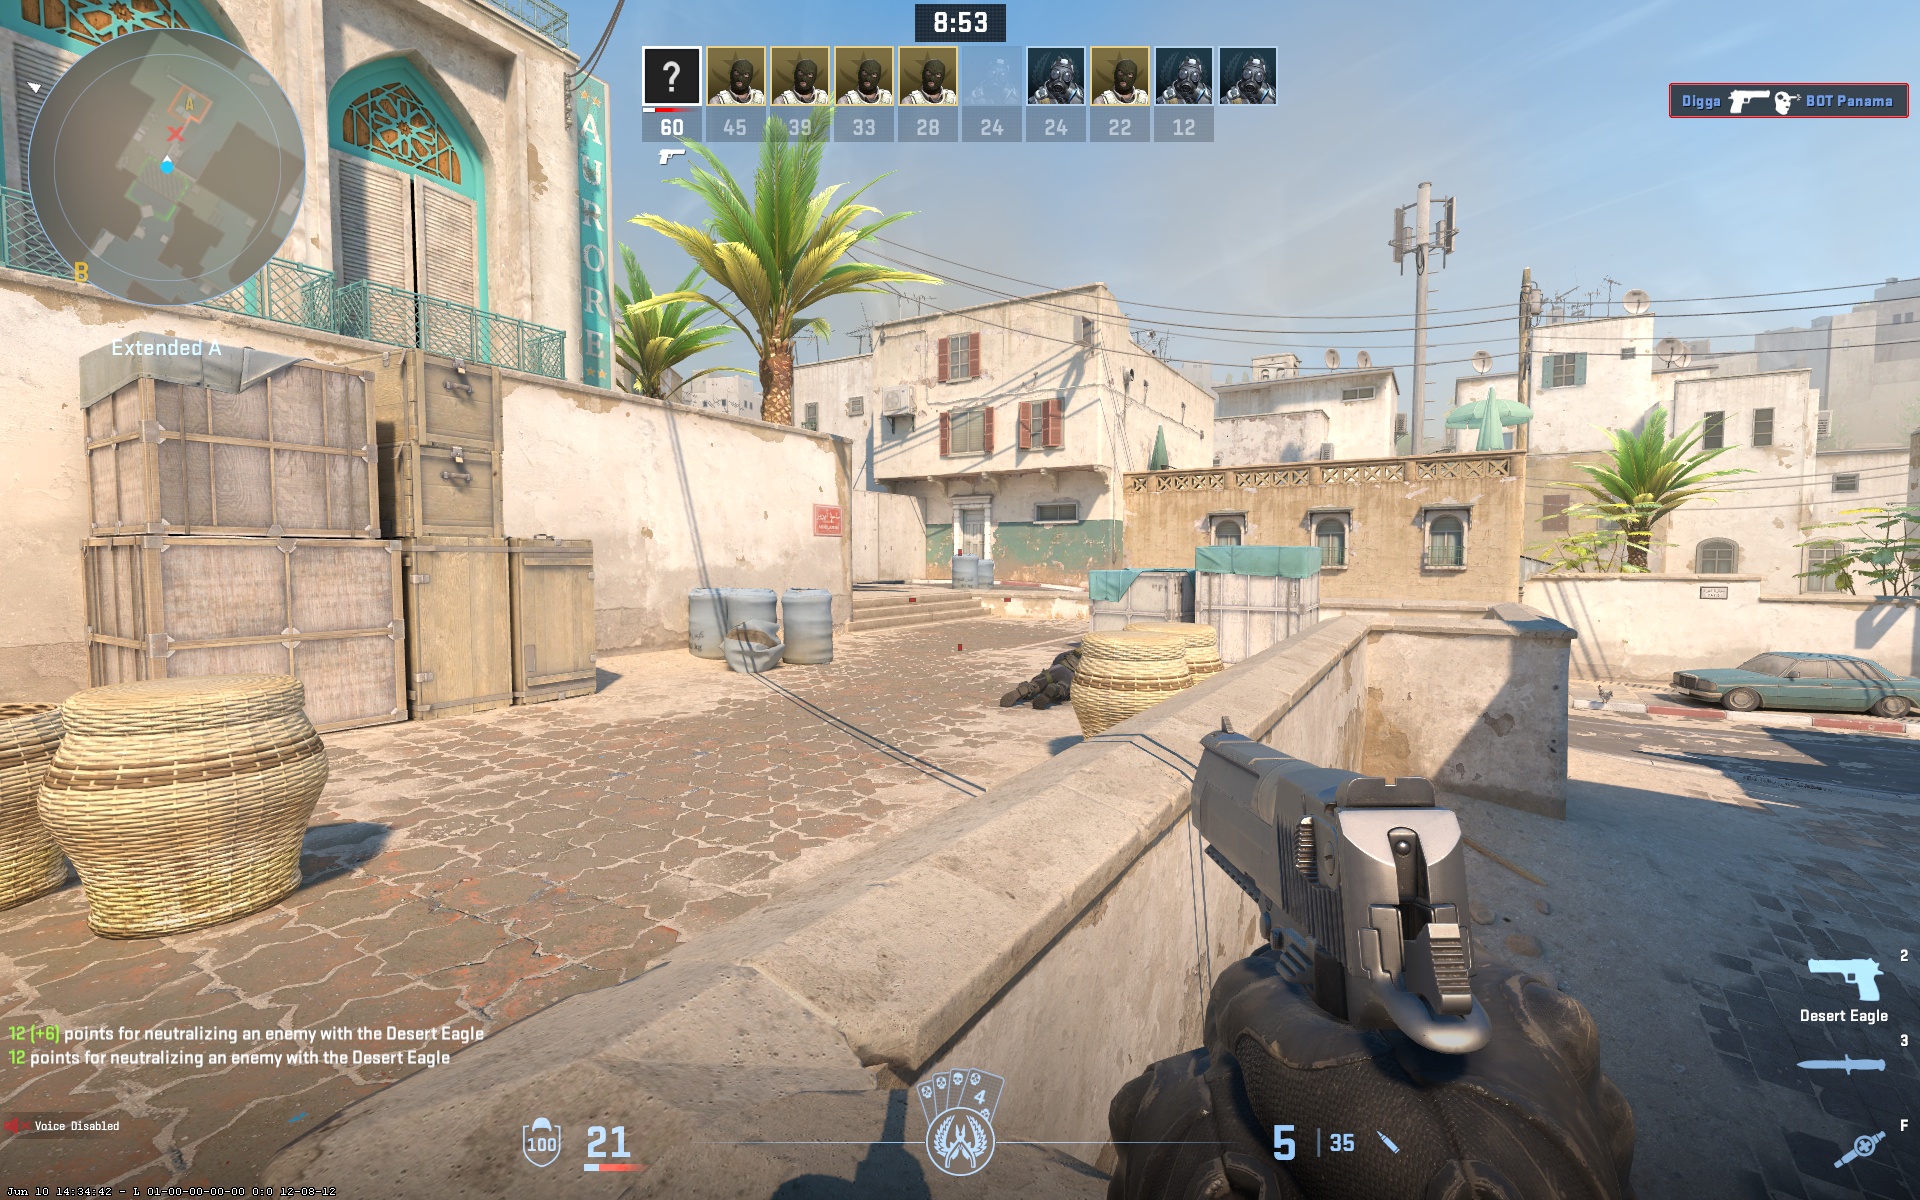 8:53
?
60 45 39 33 28 24 24 22 12
Digga BOT Panama
A
B
AURORE
Extended A
12 (+6) points for neutralizing an enemy with the Desert Eagle
12 points for neutralizing an enemy with the Desert Eagle
Voice Disabled
100 21
4
5 | 35
2
Desert Eagle
3
F
Jun 10 14:34:42 - L 01-00-00-00-00 0:0 12-08-12